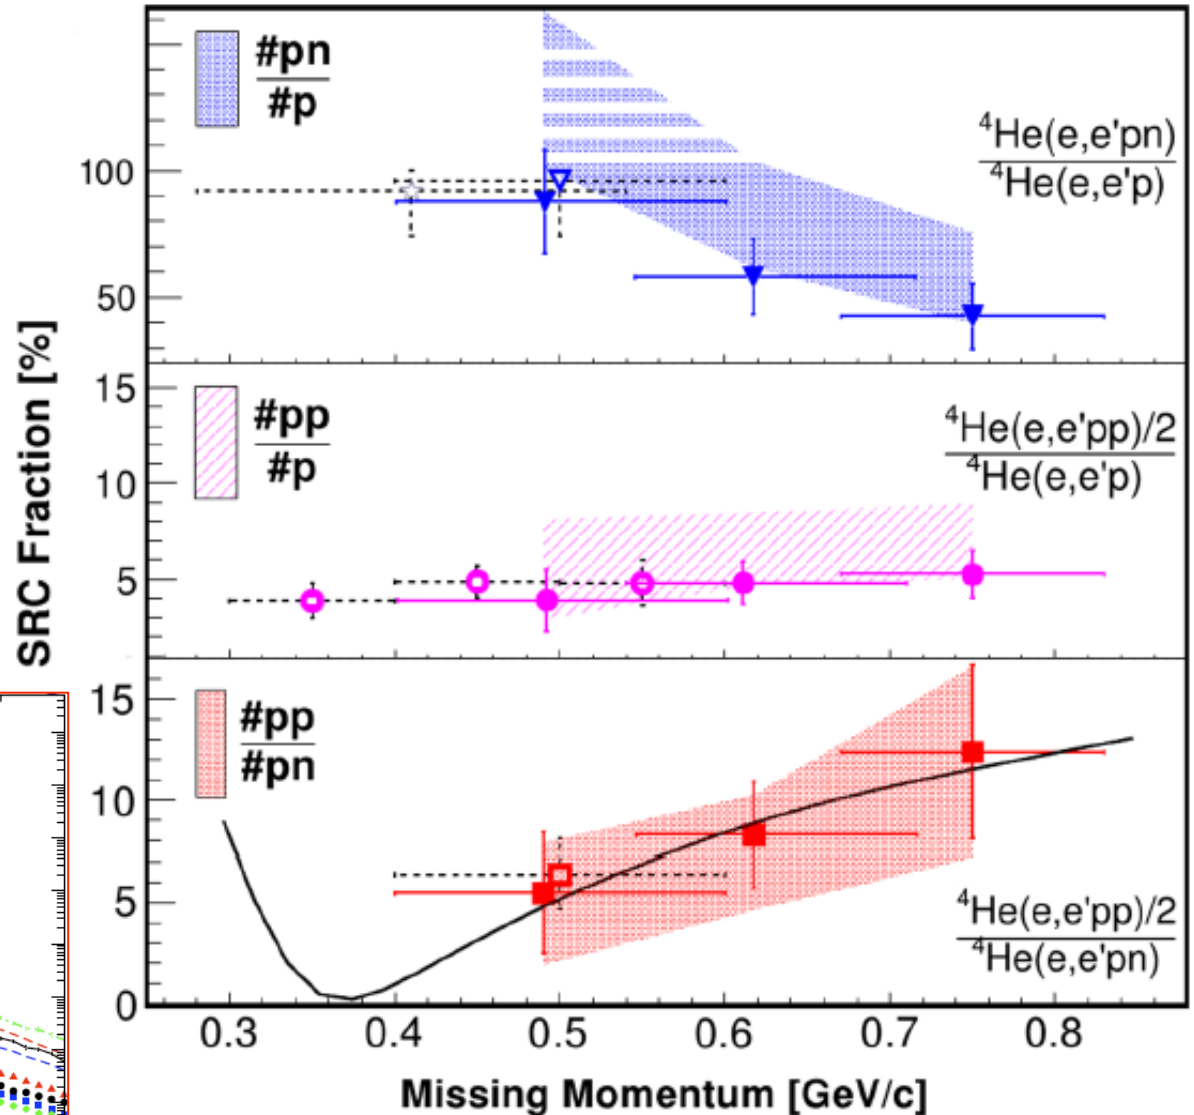 SRC Fraction [%]
#pn
#p
⁴He(e,e'pn)
⁴He(e,e'p)
100
50
#pp
#p
⁴He(e,e'pp)/2
⁴He(e,e'p)
15
10
5
#pp
#pn
⁴He(e,e'pp)/2
⁴He(e,e'pn)
15
10
5
0
0.3 0.4 0.5 0.6 0.7 0.8
Missing Momentum [GeV/c]